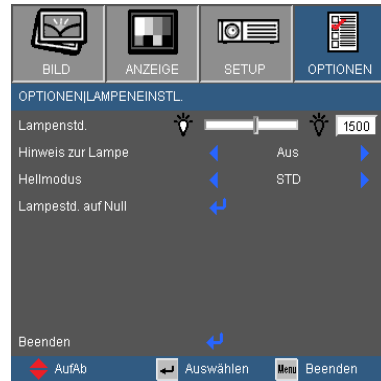 BILD ANZEIGE SETUP OPTIONEN
OPTIONEN|LAMPENEINSTL.
Lampenstd. 1500
Hinweis zur Lampe Aus
Hellmodus STD
Lampestd. auf Null
Beenden
AufAb Auswählen Menu Beenden